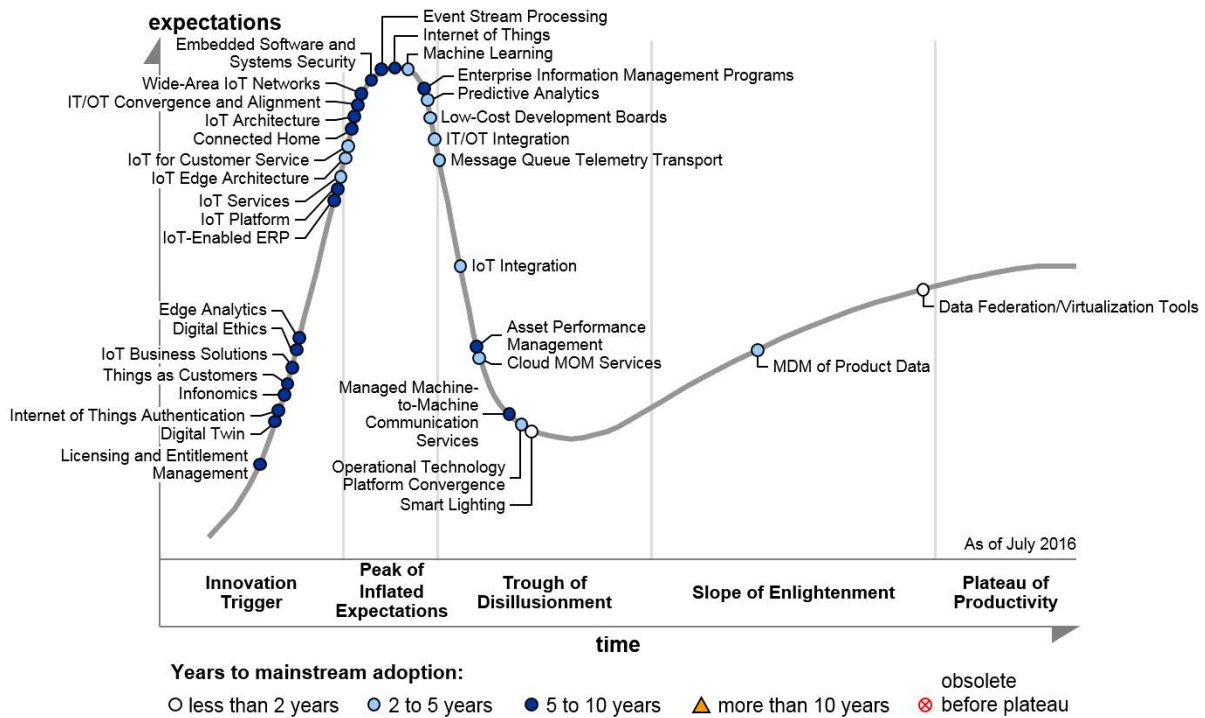 expectations
Event Stream Processing
Internet of Things
Machine Learning
Embedded Software and
Systems Security
Enterprise Information Management Programs
Wide-Area IoT Networks
Predictive Analytics
IT/OT Convergence and Alignment
Low-Cost Development Boards
IoT Architecture
Connected Home
IT/OT Integration
IoT for Customer Service
Message Queue Telemetry Transport
IoT Edge Architecture
IoT Services
IoT Platform
IoT-Enabled ERP
IoT Integration
Edge Analytics
Data Federation/Virtualization Tools
Digital Ethics
Asset Performance
Management
IoT Business Solutions
Cloud MOM Services
MDM of Product Data
Things as Customers
Infonomics
Managed Machine-
to-Machine
Communication
Services
Internet of Things Authentication
Digital Twin
Licensing and Entitlement
Management
Operational Technology
Platform Convergence
Smart Lighting
As of July 2016
Innovation
Trigger
Peak of
Inflated
Expectations
Trough of
Disillusionment
Slope of Enlightenment
Plateau of
Productivity
time
Years to mainstream adoption:
less than 2 years
2 to 5 years
5 to 10 years
more than 10 years
obsolete
before plateau